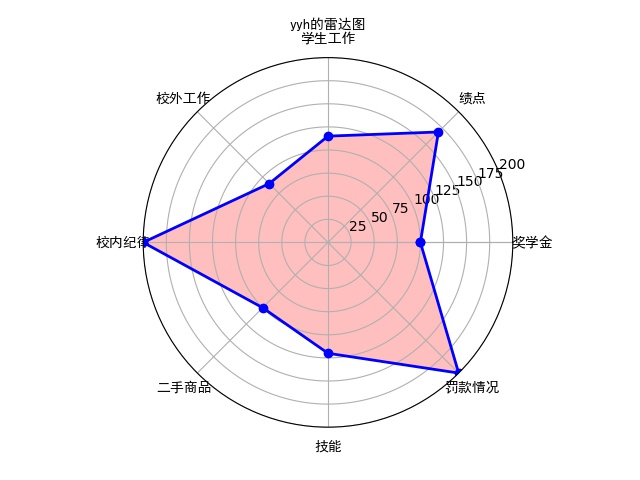 yyh的雷达图
学生工作
校外工作
绩点
200
175
150
125
100
75
50
25
校内纪律
奖学金
二手商品
罚款情况
技能